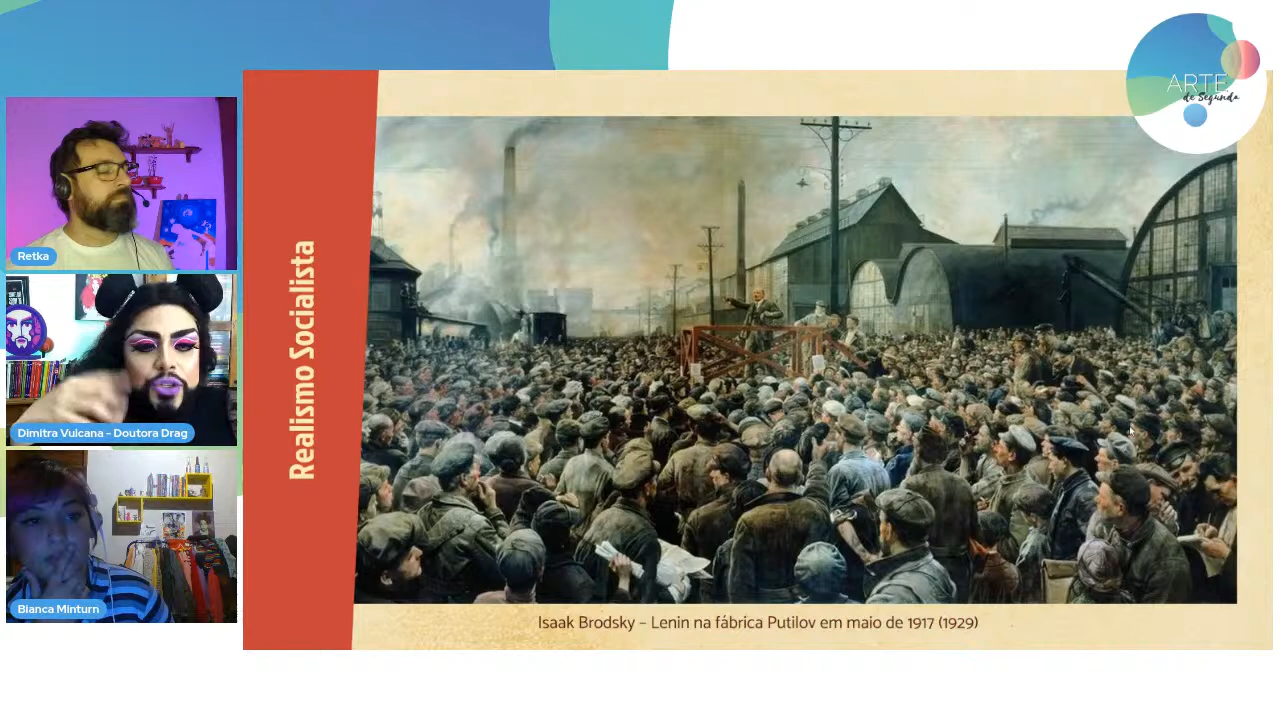 ARTE
de Segunda
Retka
Dimitra Vulcana - Doutora Drag
Bianca Minturn
Realismo Socialista
Isaak Brodsky – Lenin na fábrica Putilov em maio de 1917 (1929)